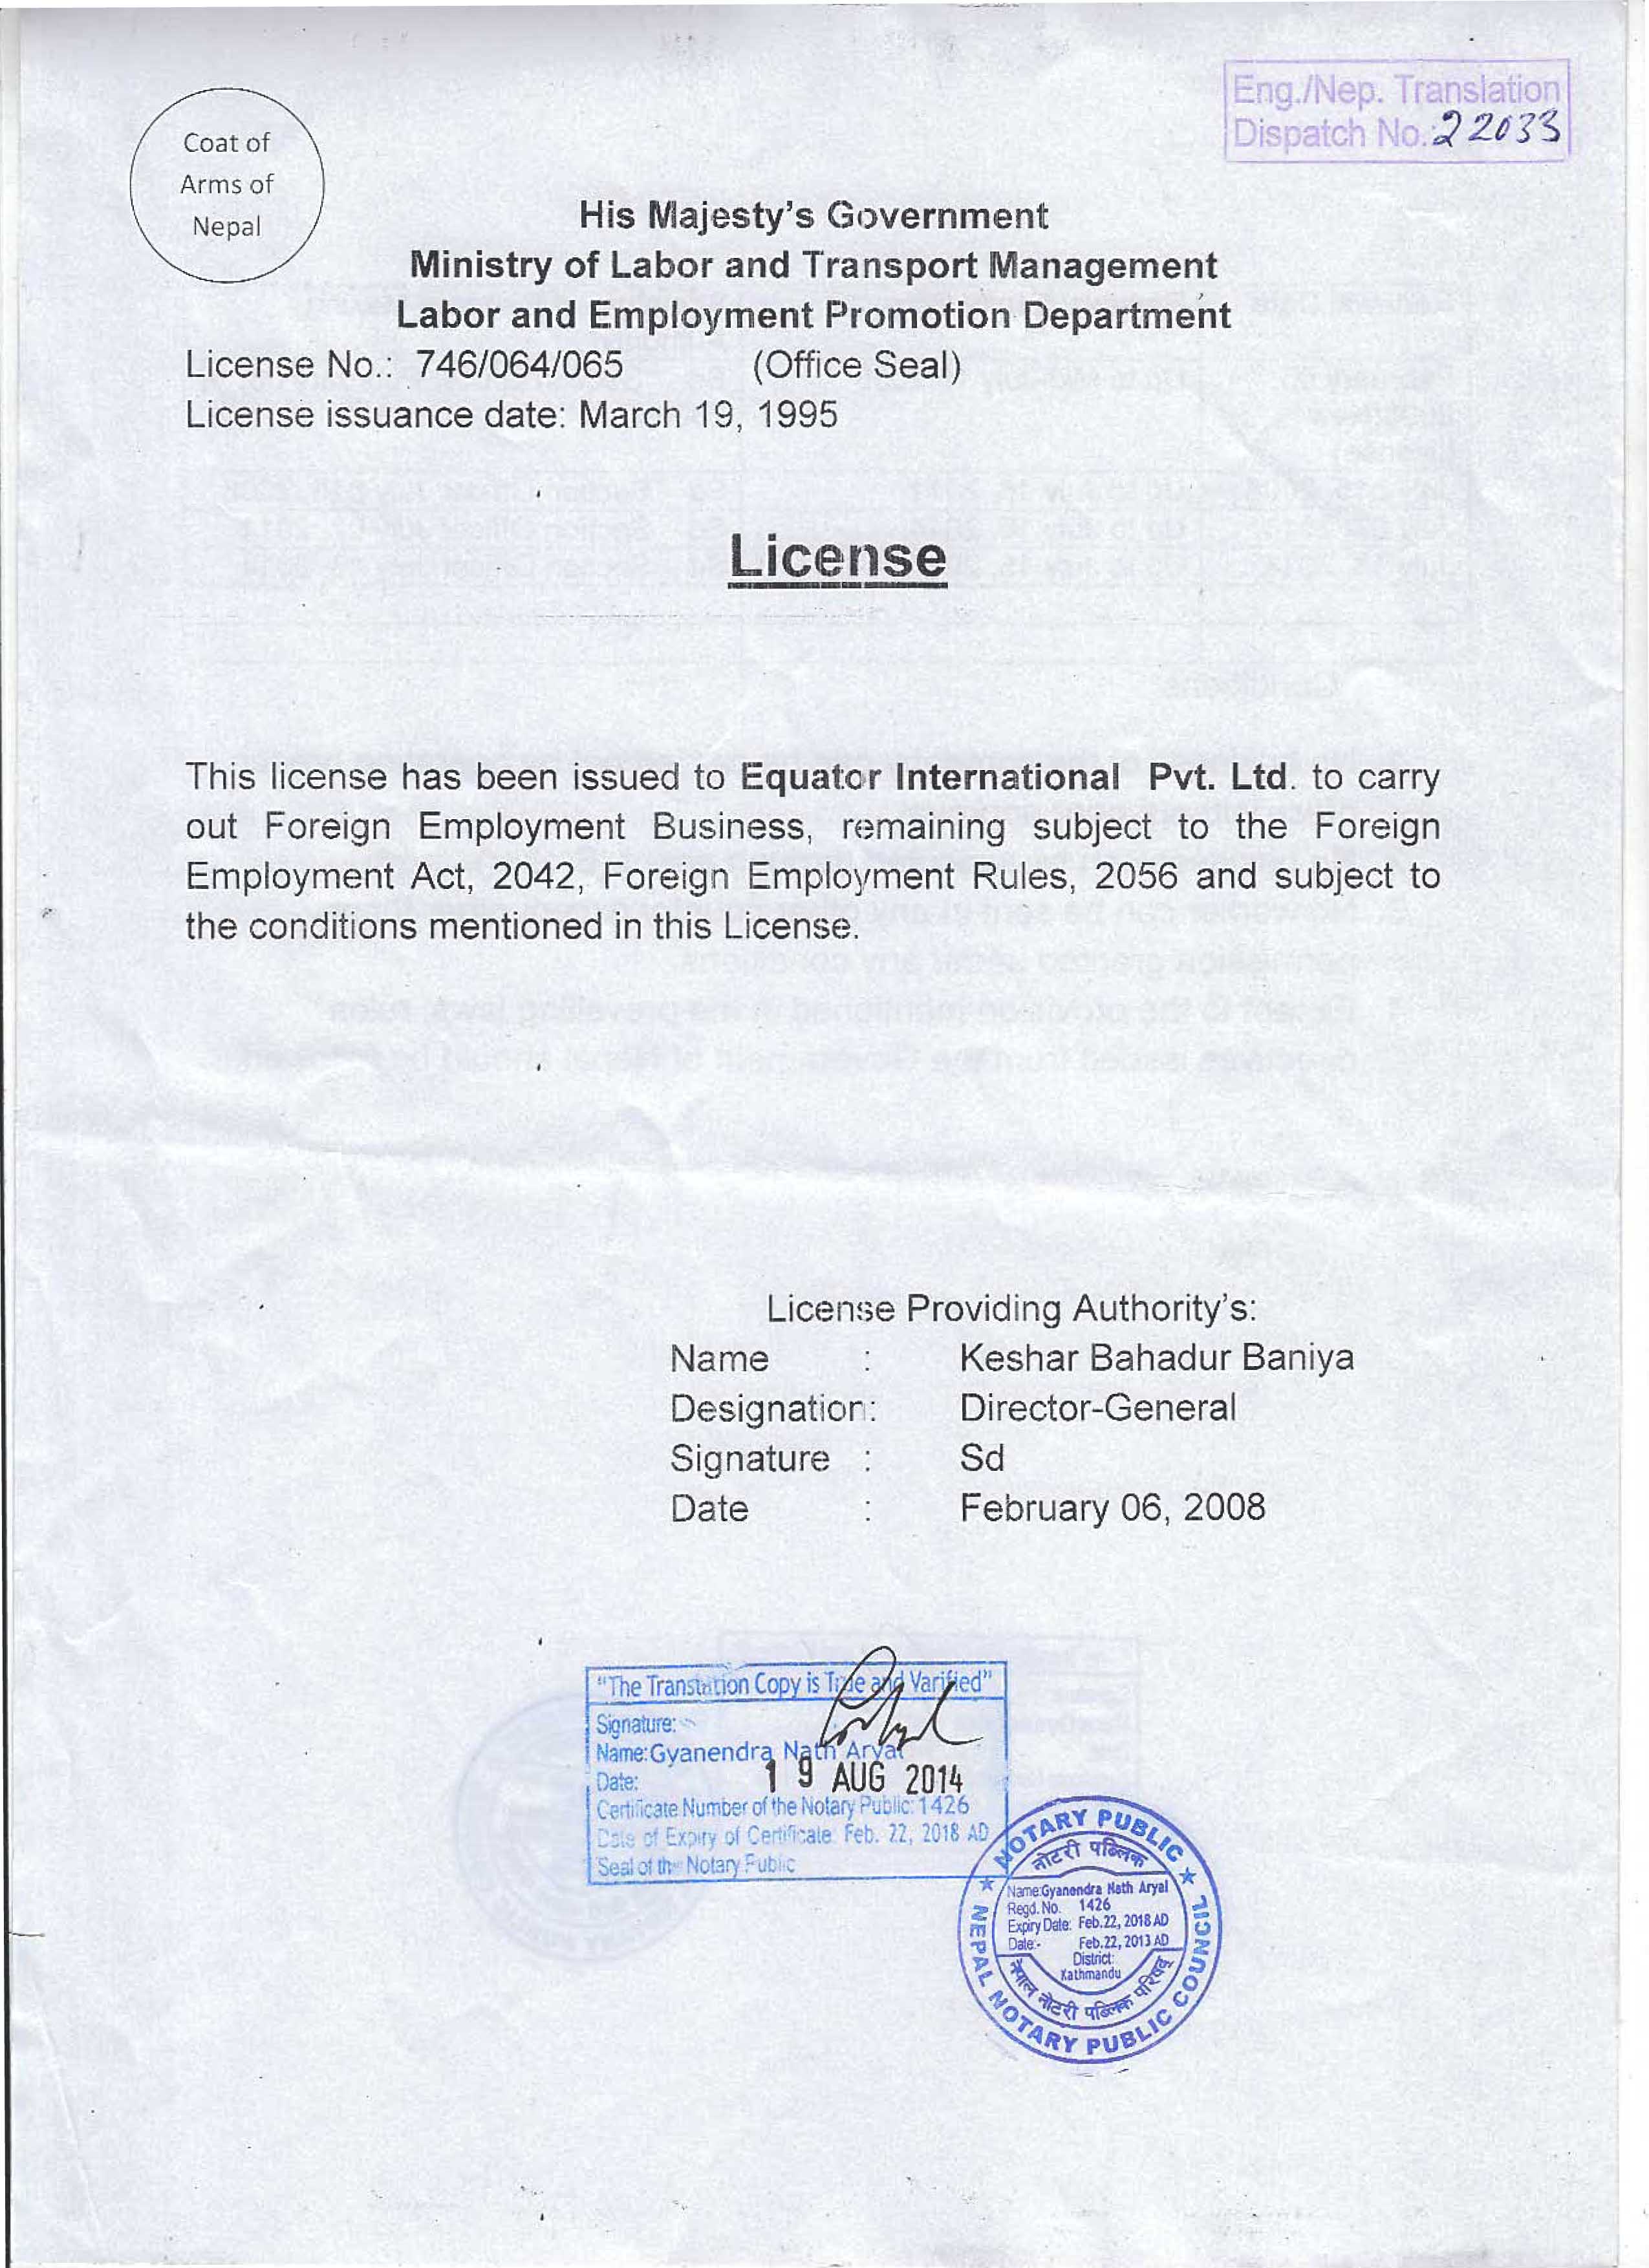 Eng./Nep. Translation
Dispatch No.:22033
Coat of
Arms of
Nepal
His Majesty's Government
Ministry of Labor and Transport Management
Labor and Employment Promotion Department
License No.: 746/064/065 (Office Seal)
License issuance date: March 19, 1995
License
This license has been issued to Equator International Pvt. Ltd. to carry
out Foreign Employment Business, remaining subject to the Foreign
Employment Act, 2042, Foreign Employment Rules, 2056 and subject to
the conditions mentioned in this License.
License Providing Authority's:
Name : Keshar Bahadur Baniya
Designation: Director-General
Signature : Sd
Date : February 06, 2008
"The Translation Copy is True and Varified"
Signature:
Name:Gyanendra Nath Aryal
Date: 19 AUG 2014
Certificate Number of the Notary Public: 1426
Date of Expiry of Certificate: Feb. 22, 2018 AD
Seal of the Notary Public
NOTARY PUBLIC
नोटरी पब्लिक
Name:Gyanendra Nath Aryal
Regd. No. 1426
Expiry Date: Feb.22, 2018 AD
Date:- Feb.22, 2013 AD
District:
Kathmandu
नेपाल नोटरी पब्लिक परिषद्
NEPAL NOTARY PUBLIC COUNCIL